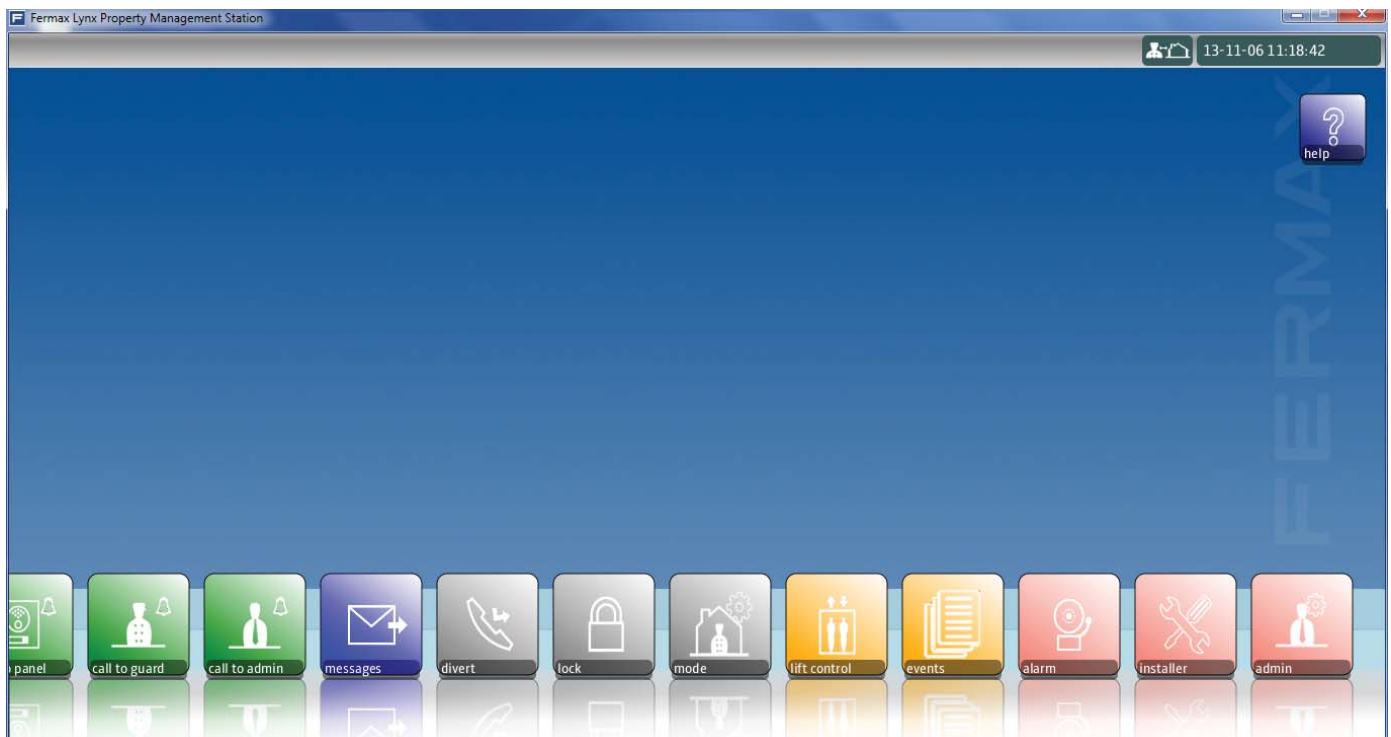 Fermax Lynx Property Management Station
13-11-06 11:18:42
help
FERMAX
panel
call to guard
call to admin
messages
divert
lock
mode
lift control
events
alarm
installer
admin